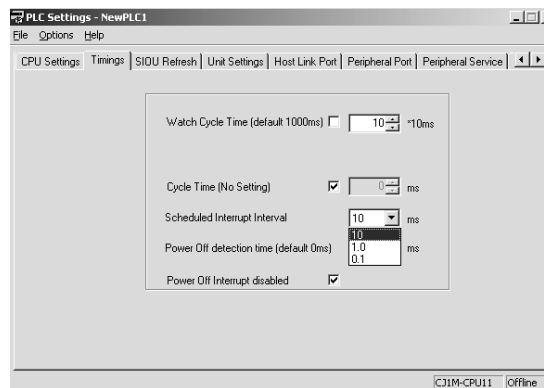 PLC Settings - NewPLC1
File Options Help
CPU Settings Timings SIOU Refresh Unit Settings Host Link Port Peripheral Port Peripheral Service
Watch Cycle Time (default 1000ms) 10 *10ms
Cycle Time (No Setting) 0 ms
Scheduled Interrupt Interval 10 ms
10
Power Off detection time (default 0ms) 1.0 ms
0.1
Power Off Interrupt disabled
CJ1M-CPU11 Offline